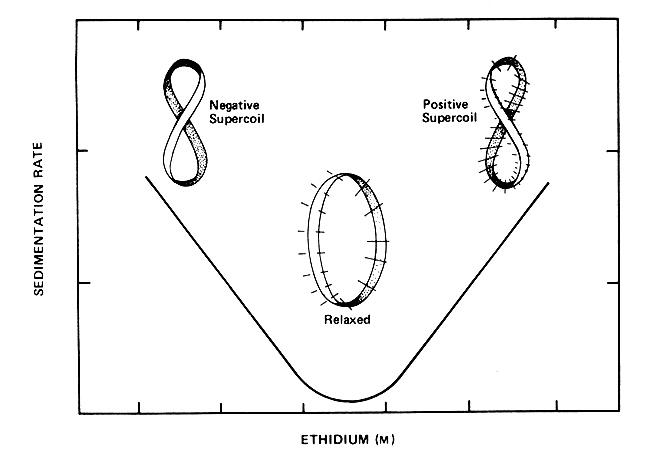 Negative
Supercoil
Positive
Supercoil
Relaxed
SEDIMENTATION RATE
ETHIDIUM (M)